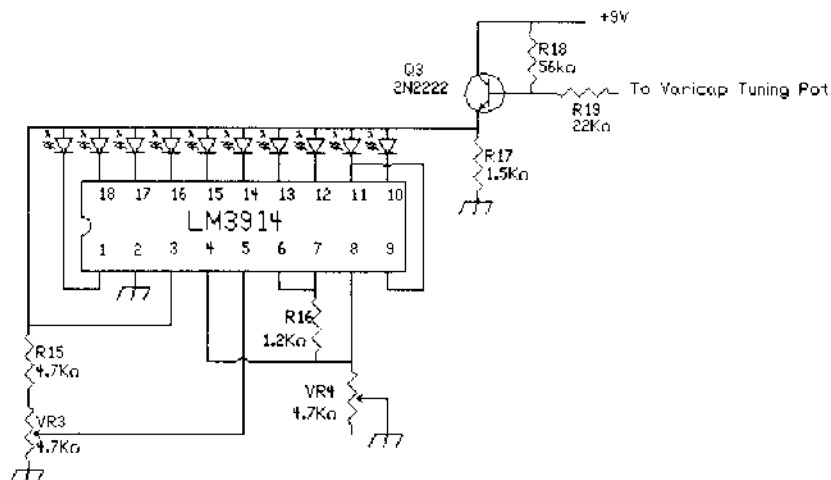 +9V
R18
56kΩ
Q3
2N2222
To Varicap Tuning Pot
R19
22KΩ
R17
1.5KΩ
18 17 16 15 14 13 12 11 10
LM3914
1 2 3 4 5 6 7 8 9
R16
1.2KΩ
R15
4.7KΩ
VR4
4.7KΩ
VR3
4.7KΩ